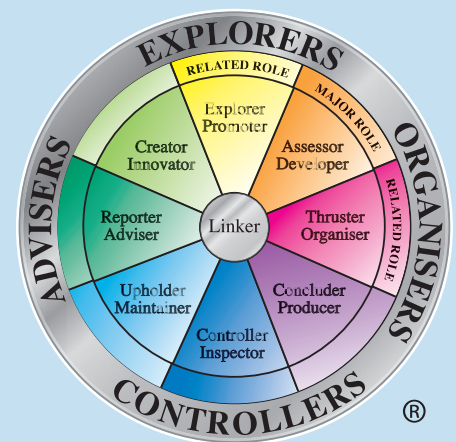 EXPLORERS
RELATED ROLE
MAJOR ROLE
Explorer
Promoter
Creator
Innovator
Assessor
Developer
ADVISERS
ORGANISERS
Reporter
Adviser
Linker
Thruster
Organiser
RELATED ROLE
Upholder
Maintainer
Concluder
Producer
Controller
Inspector
CONTROLLERS
®